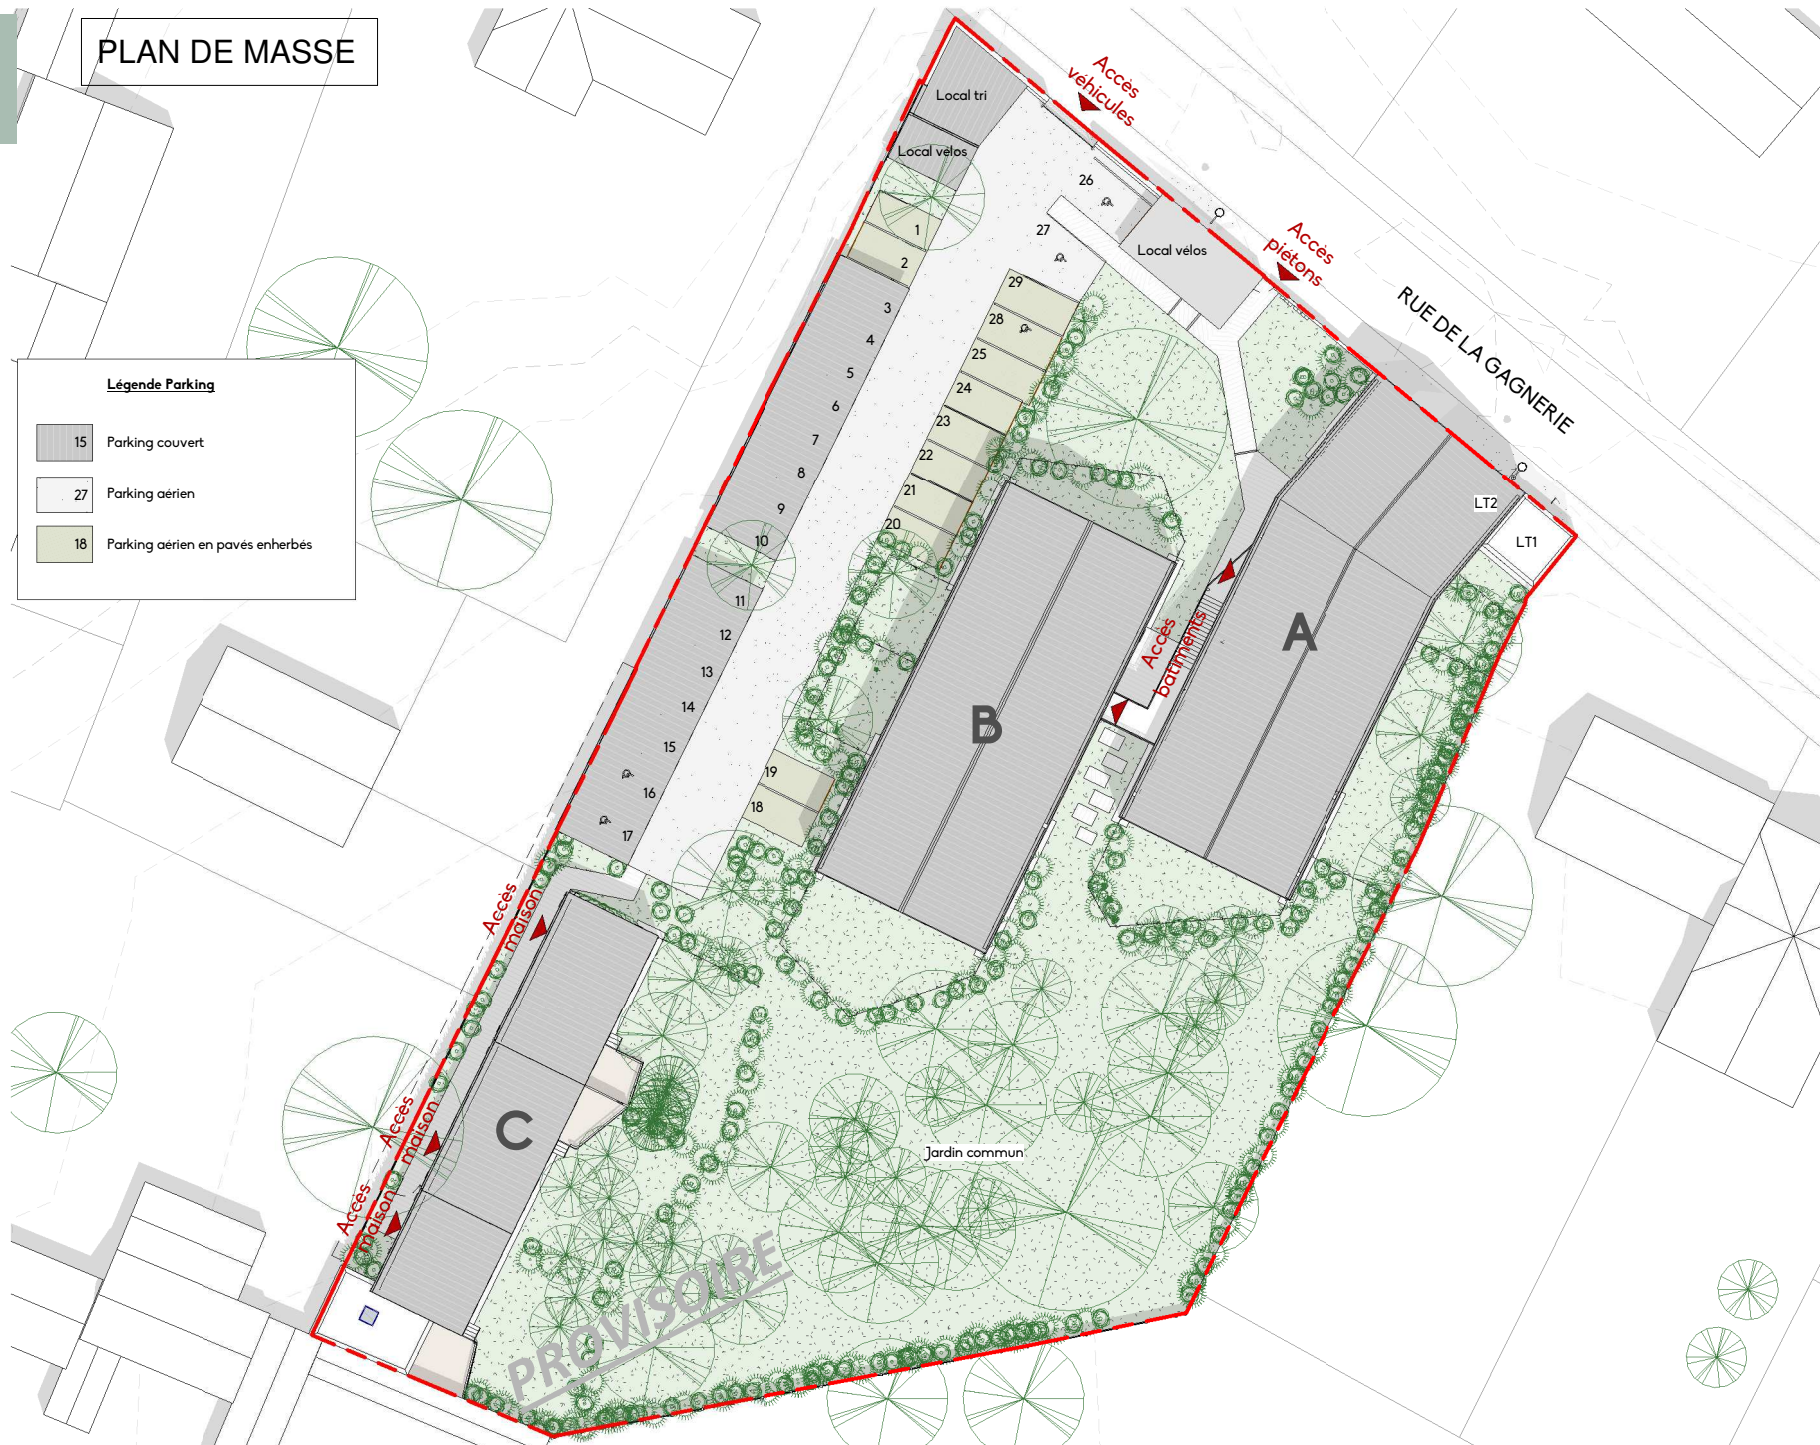 PLAN DE MASSE
Légende Parking
15 Parking couvert
27 Parking aérien
18 Parking aérien en pavés enherbés
Local tri
Local vélos
Accès
véhicules
Local vélos
Accès
piétons
RUE DE LA GAGNERIE
LT2
LT1
1
2
3
4
5
6
7
8
9
10
11
12
13
14
15
16
17
26
27
29
28
25
24
23
22
21
20
19
18
A
B
C
Accès
batiments
Accès
maison
Accès
maison
Accès
maison
Jardin commun
PROVISOIRE